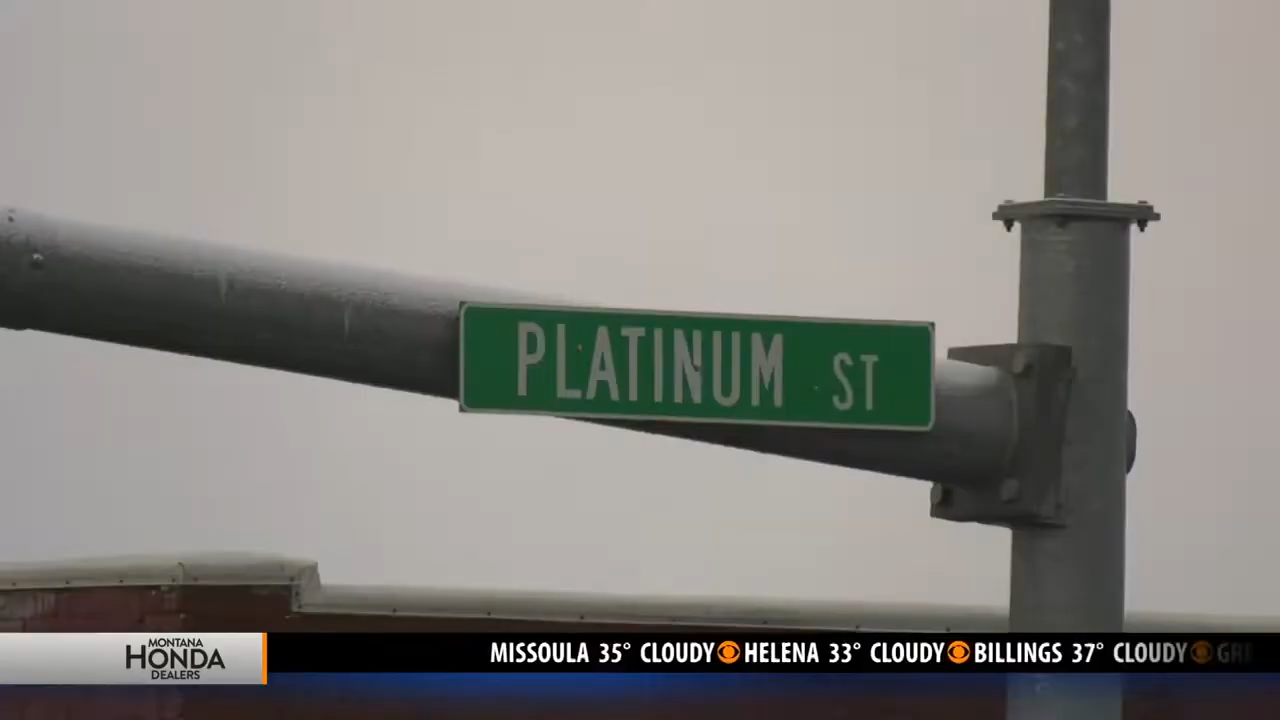 PLATINUM ST
MONTANA
HONDA
DEALERS
MISSOULA 35° CLOUDY HELENA 33° CLOUDY BILLINGS 37° CLOUDY